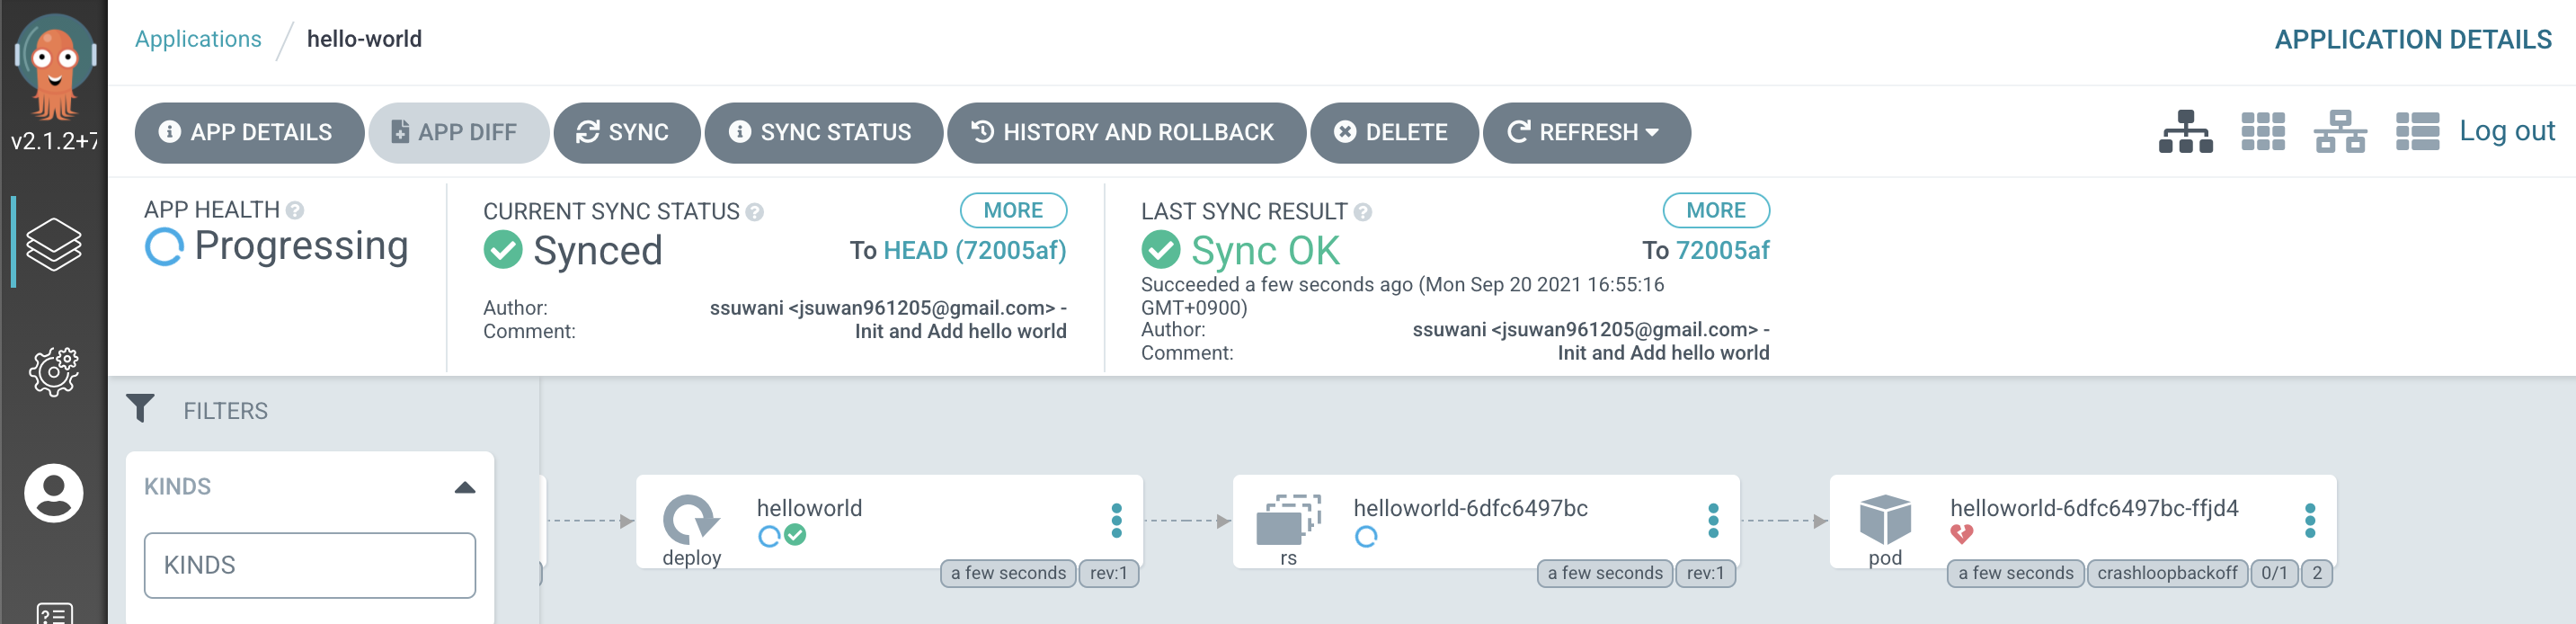 Applications / hello-world
APPLICATION DETAILS
v2.1.2+7
APP DETAILS
APP DIFF
SYNC
SYNC STATUS
HISTORY AND ROLLBACK
DELETE
REFRESH
Log out
APP HEALTH
Progressing
CURRENT SYNC STATUS
MORE
Synced
To HEAD (72005af)
Author: ssuwani <jsuwan961205@gmail.com> -
Comment: Init and Add hello world
LAST SYNC RESULT
MORE
Sync OK
To 72005af
Succeeded a few seconds ago (Mon Sep 20 2021 16:55:16
GMT+0900)
Author: ssuwani <jsuwan961205@gmail.com> -
Comment: Init and Add hello world
FILTERS
KINDS
KINDS
helloworld
deploy
a few seconds
rev:1
helloworld-6dfc6497bc
rs
a few seconds
rev:1
helloworld-6dfc6497bc-ffjd4
pod
a few seconds
crashloopbackoff
0/1
2